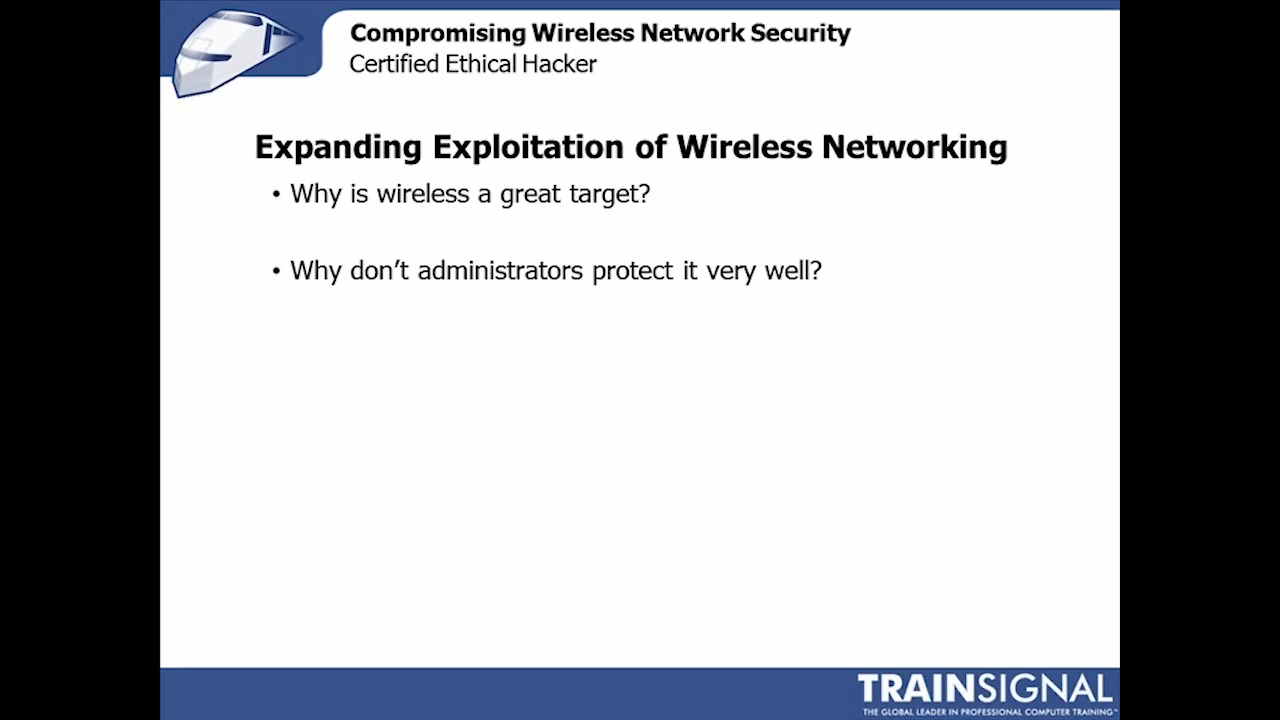 Compromising Wireless Network Security
Certified Ethical Hacker
Expanding Exploitation of Wireless Networking
• Why is wireless a great target?
• Why don’t administrators protect it very well?
TRAINSIGNAL
THE GLOBAL LEADER IN PROFESSIONAL COMPUTER TRAINING™